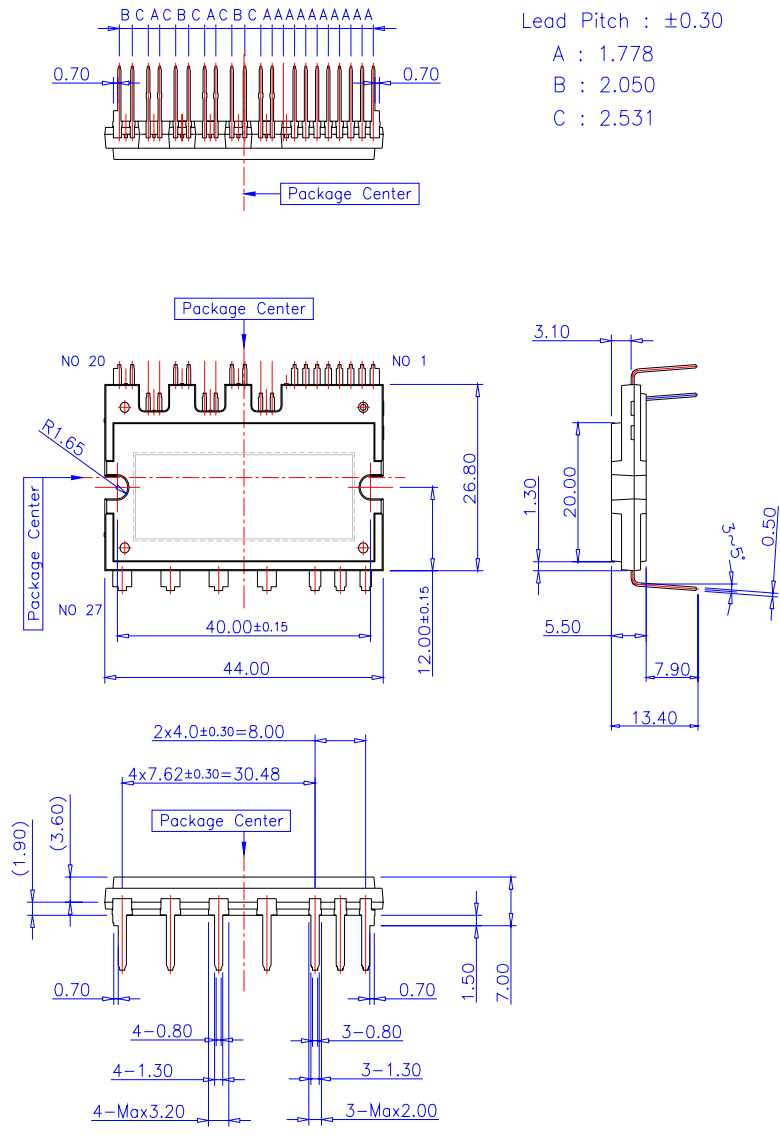 B C A C B C A C B C A A A A A A A A A A
Lead Pitch : ±0.30
A : 1.778
B : 2.050
C : 2.531
0.70
0.70
Package Center
Package Center
NO 20
NO 1
3.10
R1.65
Package Center
26.80
1.30
20.00
3~5°
0.50
NO 27
40.00±0.15
12.00±0.15
5.50
44.00
7.90
13.40
2x4.0±0.30=8.00
4x7.62±0.30=30.48
Package Center
(1.90)
(3.60)
0.70
0.70
1.50
7.00
4-0.80
3-0.80
4-1.30
3-1.30
4-Max3.20
3-Max2.00